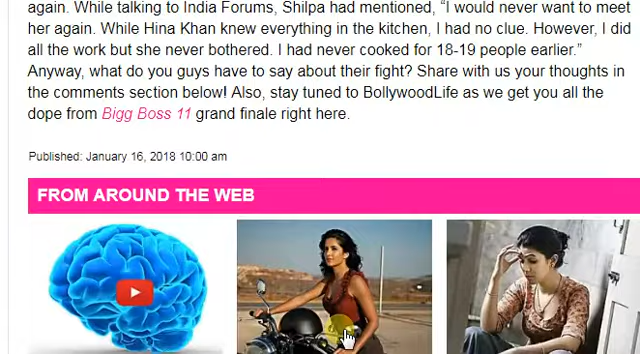 again. While talking to India Forums, Shilpa had mentioned, “I would never want to meet
her again. While Hina Khan knew everything in the kitchen, I had no clue. However, I did
all the work but she never bothered. I had never cooked for 18-19 people earlier.”
Anyway, what do you guys have to say about their fight? Share with us your thoughts in
the comments section below! Also, stay tuned to BollywoodLife as we get you all the
dope from Bigg Boss 11 grand finale right here.
Published: January 16, 2018 10:00 am
FROM AROUND THE WEB